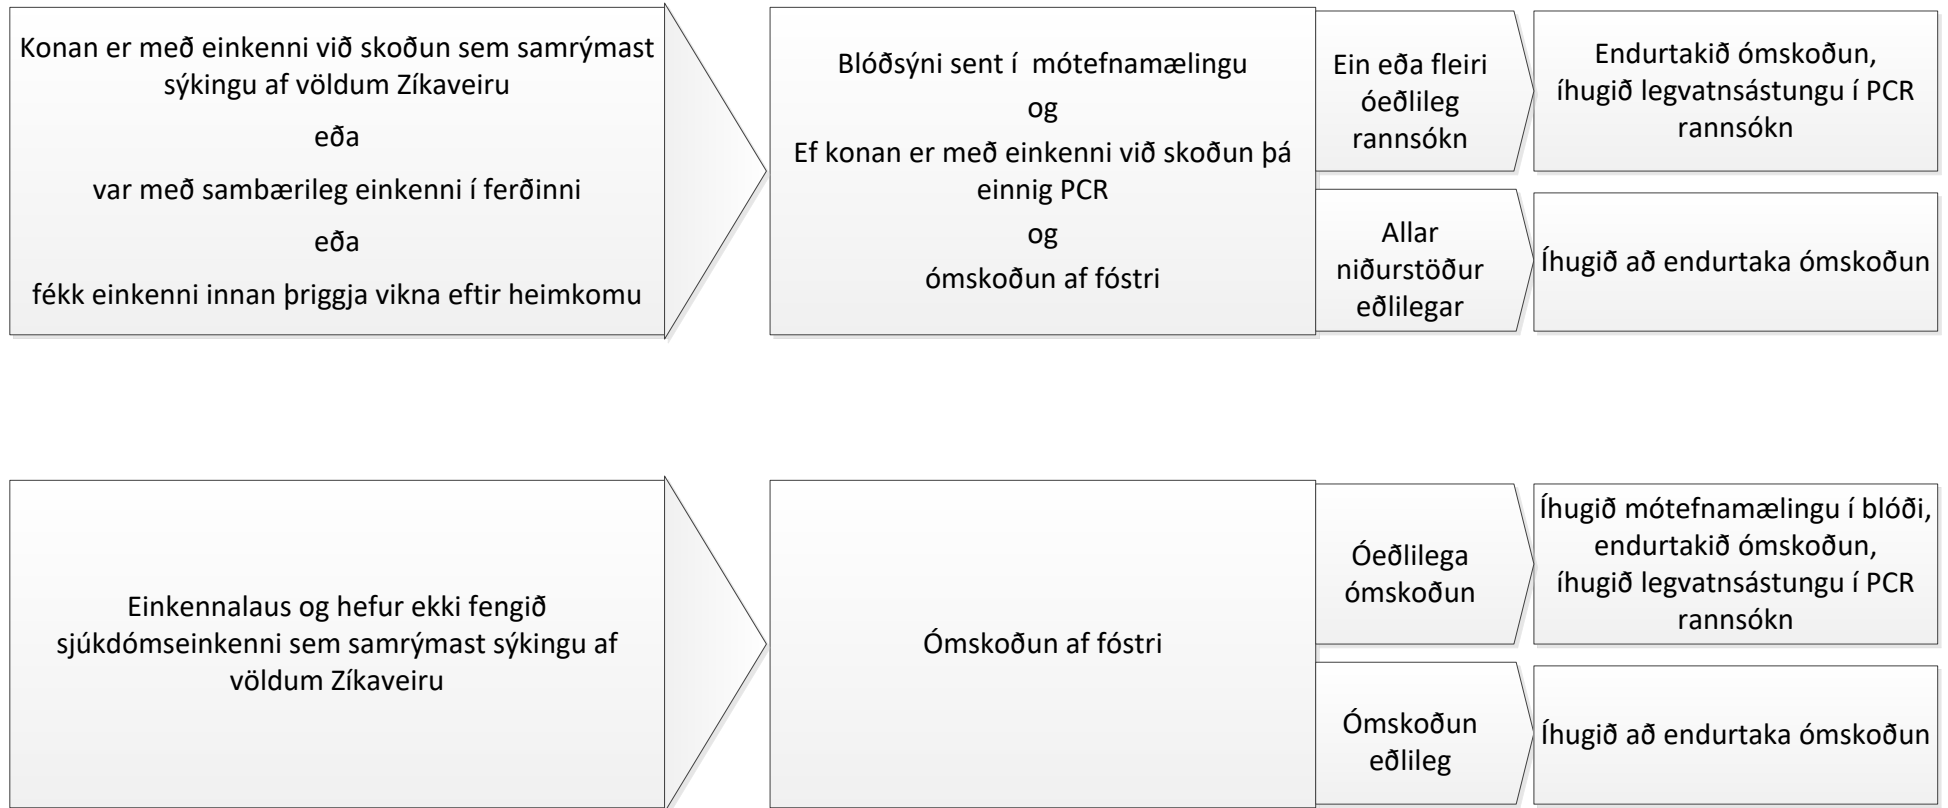 Konan er með einkenni við skoðun sem samrýmast
sýkingu af völdum Zíkaveiru
eða
var með sambærileg einkenni í ferðinni
eða
fékk einkenni innan þriggja vikna eftir heimkomu
Blóðsýni sent í mótefnamælingu
og
Ef konan er með einkenni við skoðun þá
einnig PCR
og
ómskoðun af fóstri
Ein eða fleiri
óeðlileg
rannsókn
Endurtakið ómskoðun,
íhugið legvatnsástungu í PCR
rannsókn
Allar
niðurstöður
eðlilegar
Íhugið að endurtaka ómskoðun
Einkennalaus og hefur ekki fengið
sjúkdómseinkenni sem samrýmast sýkingu af
völdum Zíkaveiru
Ómskoðun af fóstri
Óeðlilega
ómskoðun
Íhugið mótefnamælingu í blóði,
endurtakið ómskoðun,
íhugið legvatnsástungu í PCR
rannsókn
Ómskoðun
eðlileg
Íhugið að endurtaka ómskoðun